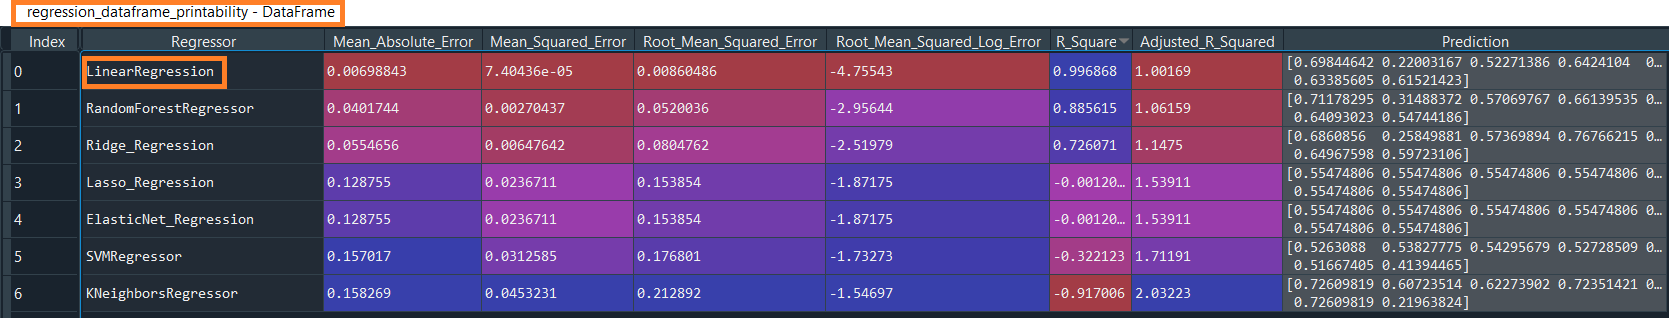 regression_dataframe_printability - DataFrame
Index Regressor Mean_Absolute_Error Mean_Squared_Error Root_Mean_Squared_Error Root_Mean_Squared_Log_Error R_Square Adjusted_R_Squared Prediction
0 LinearRegression 0.00698843 7.40436e-05 0.00860486 -4.75543 0.996868 1.00169 [0.69844642 0.22003167 0.52271386 0.6424104 0…
0.63385605 0.61521423]
1 RandomForestRegressor 0.0401744 0.00270437 0.0520036 -2.95644 0.885615 1.06159 [0.71178295 0.31488372 0.57069767 0.66139535 0…
0.64093023 0.54744186]
2 Ridge_Regression 0.0554656 0.00647642 0.0804762 -2.51979 0.726071 1.1475 [0.6860856 0.25849881 0.57369894 0.76766215 0…
0.64967598 0.59723106]
3 Lasso_Regression 0.128755 0.0236711 0.153854 -1.87175 -0.00120… 1.53911 [0.55474806 0.55474806 0.55474806 0.55474806 0…
0.55474806 0.55474806]
4 ElasticNet_Regression 0.128755 0.0236711 0.153854 -1.87175 -0.00120… 1.53911 [0.55474806 0.55474806 0.55474806 0.55474806 0…
0.55474806 0.55474806]
5 SVMRegressor 0.157017 0.0312585 0.176801 -1.73273 -0.322123 1.71191 [0.5263088 0.53827775 0.54295679 0.52728509 0…
0.51667405 0.41394465]
6 KNeighborsRegressor 0.158269 0.0453231 0.212892 -1.54697 -0.917006 2.03223 [0.72609819 0.60723514 0.62273902 0.72351421 0…
0.72609819 0.21963824]